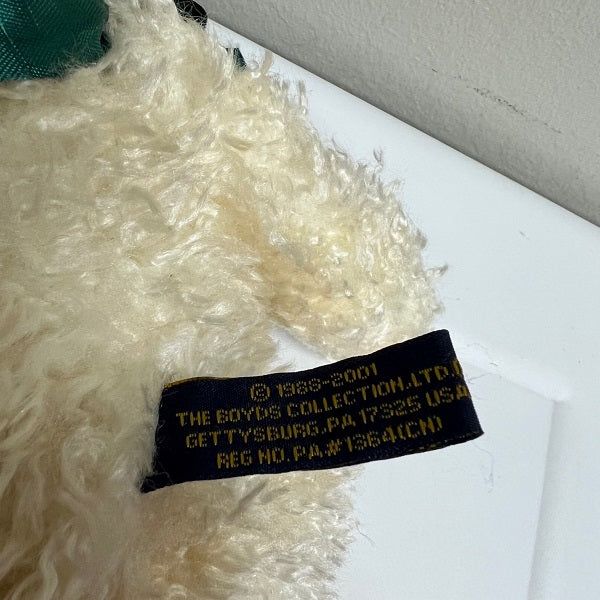 © 1988-2001
THE BOYDS COLLECTION.LTD.
GETTYSBURG.PA 17325 USA
REG NO.PA#1364(CN)